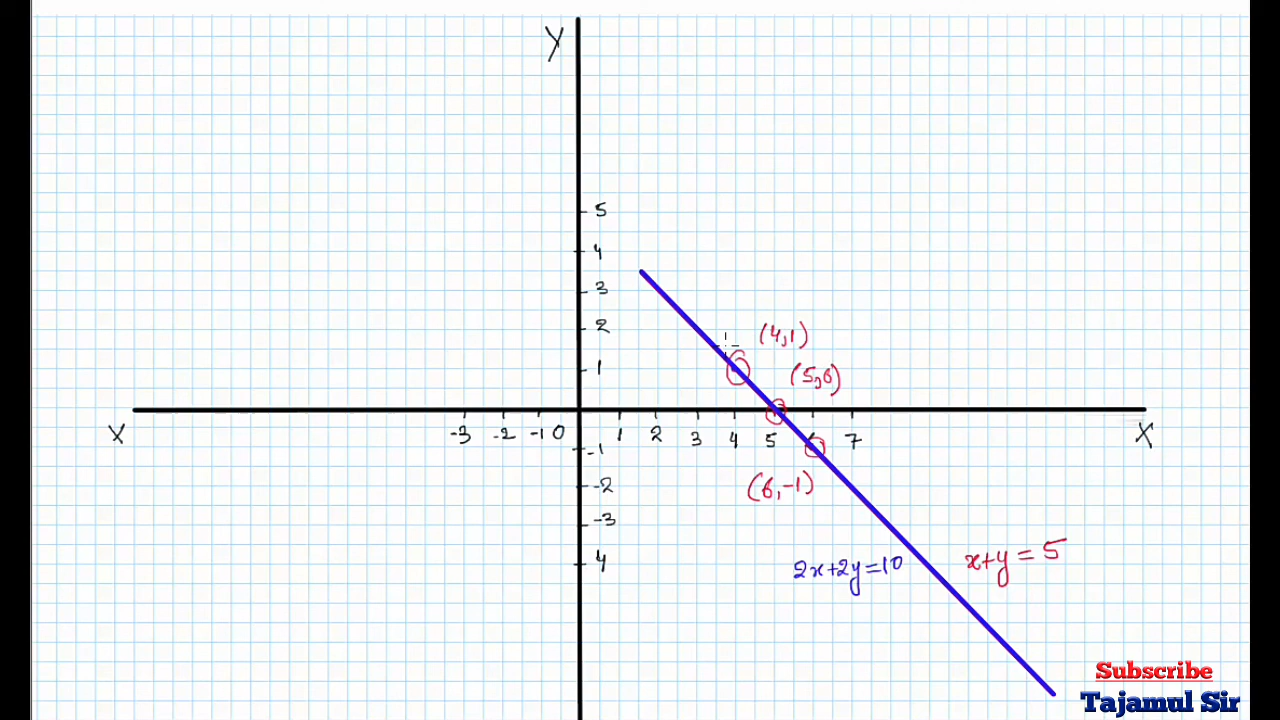 Y
5
4
3
2
1
(4,1)
(5,0)
X -3 -2 -1 0 1 2 3 4 5 6 7 X
-1
-2
-3
4
(6,-1)
2x+2y=10
x+y=5
Subscribe
Tajamul Sir